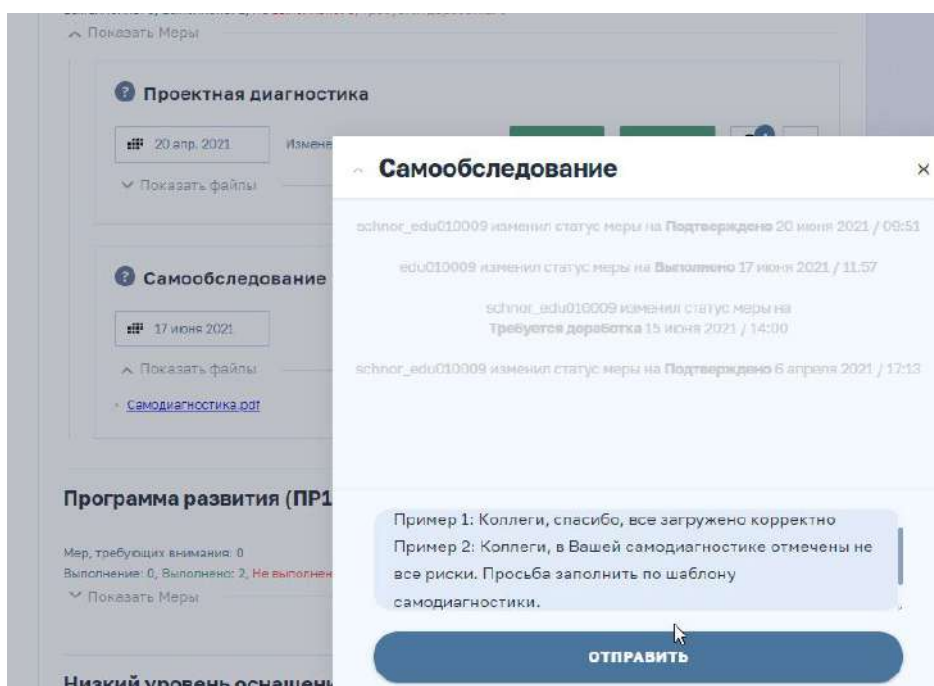 Показать Меры
Проектная диагностика
20 апр. 2021
Измене
Показать файлы
Самообследование
17 июня 2021
Показать файлы
Самодиагностика.pdf
Программа развития (ПР1
Мер, требующих внимания: 0
Выполнение: 0, Выполнено: 2, Не выполнен
Показать Меры
Низкий уровень оснащени
Самообследование
schnor_edu010009 изменил статус меры на Подтверждено 20 июня 2021 / 09:51
edu010009 изменил статус меры на Выполнено 17 июня 2021 / 11:57
schnor_edu010009 изменил статус меры на
Требуется доработка 15 июня 2021 / 14:00
schnor_edu010009 изменил статус меры на Подтверждено 6 апреля 2021 / 17:13
Пример 1: Коллеги, спасибо, все загружено корректно
Пример 2: Коллеги, в Вашей самодиагностике отмечены не
все риски. Просьба заполнить по шаблону
самодиагностики.
ОТПРАВИТЬ